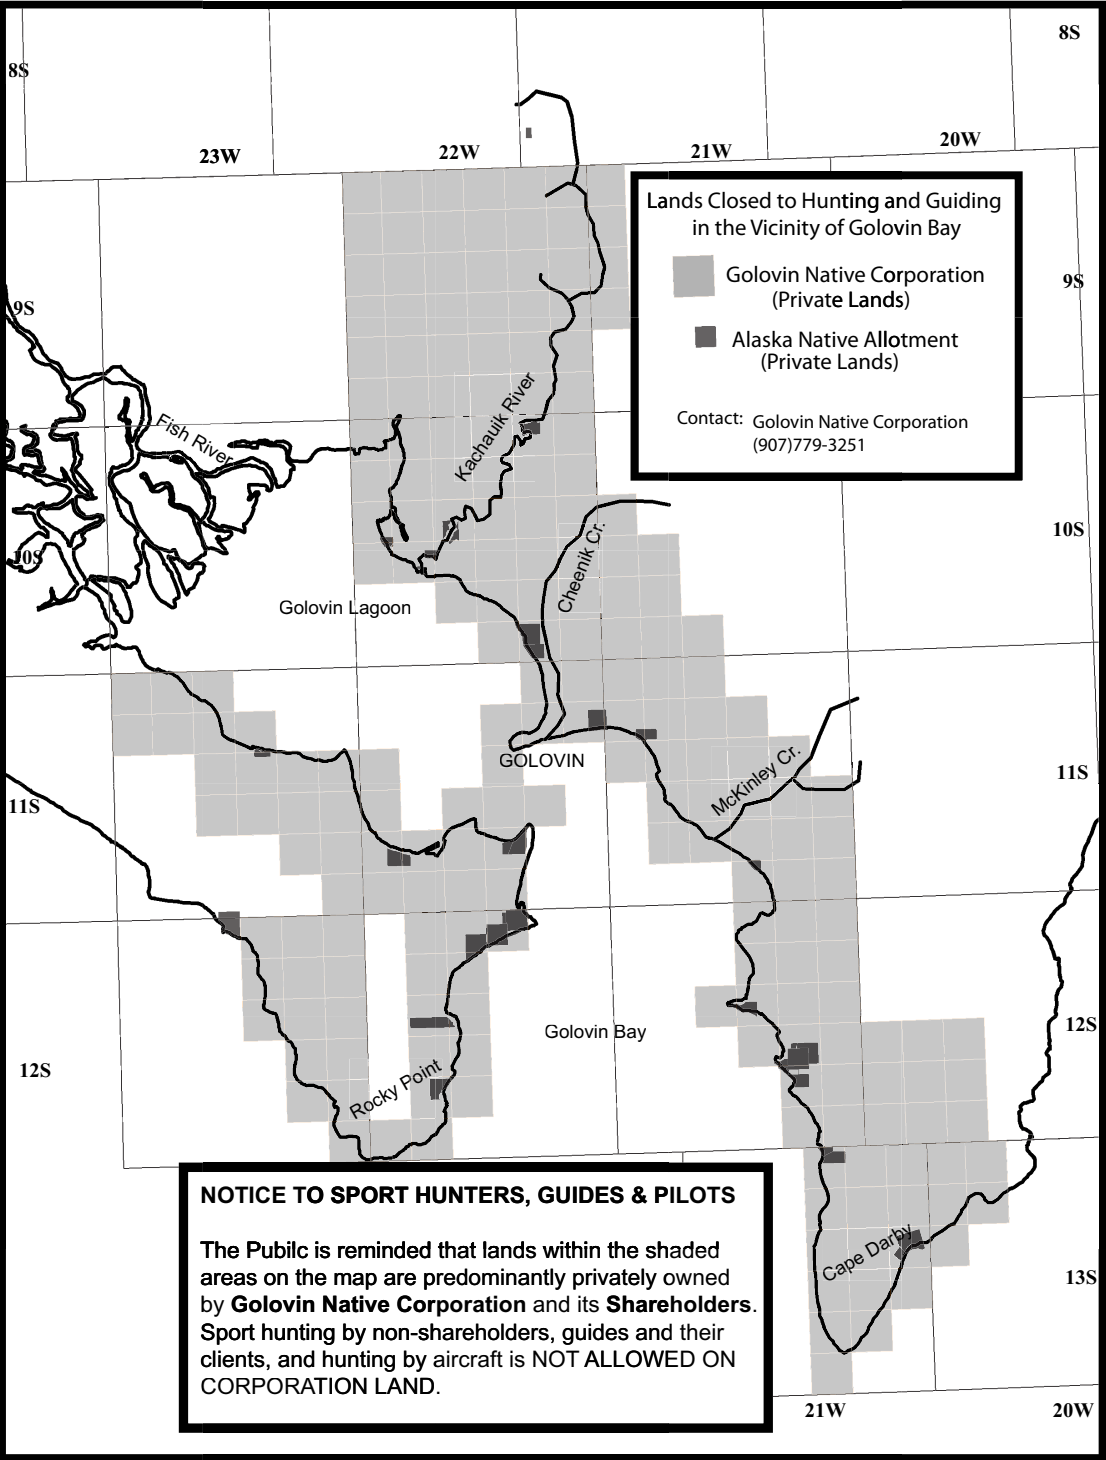 8S
8S
23W
22W
21W
20W
Lands Closed to Hunting and Guiding
in the Vicinity of Golovin Bay
Golovin Native Corporation
(Private Lands)
Alaska Native Allotment
(Private Lands)
Contact: Golovin Native Corporation
(907)779-3251
9S
9S
Fish River
Kachauik River
Cheenik Cr.
10S
10S
Golovin Lagoon
GOLOVIN
McKinley Cr.
11S
11S
Golovin Bay
12S
12S
Rocky Point
Cape Darby
13S
21W
20W
NOTICE TO SPORT HUNTERS, GUIDES & PILOTS
The Pubilc is reminded that lands within the shaded
areas on the map are predominantly privately owned
by Golovin Native Corporation and its Shareholders.
Sport hunting by non-shareholders, guides and their
clients, and hunting by aircraft is NOT ALLOWED ON
CORPORATION LAND.